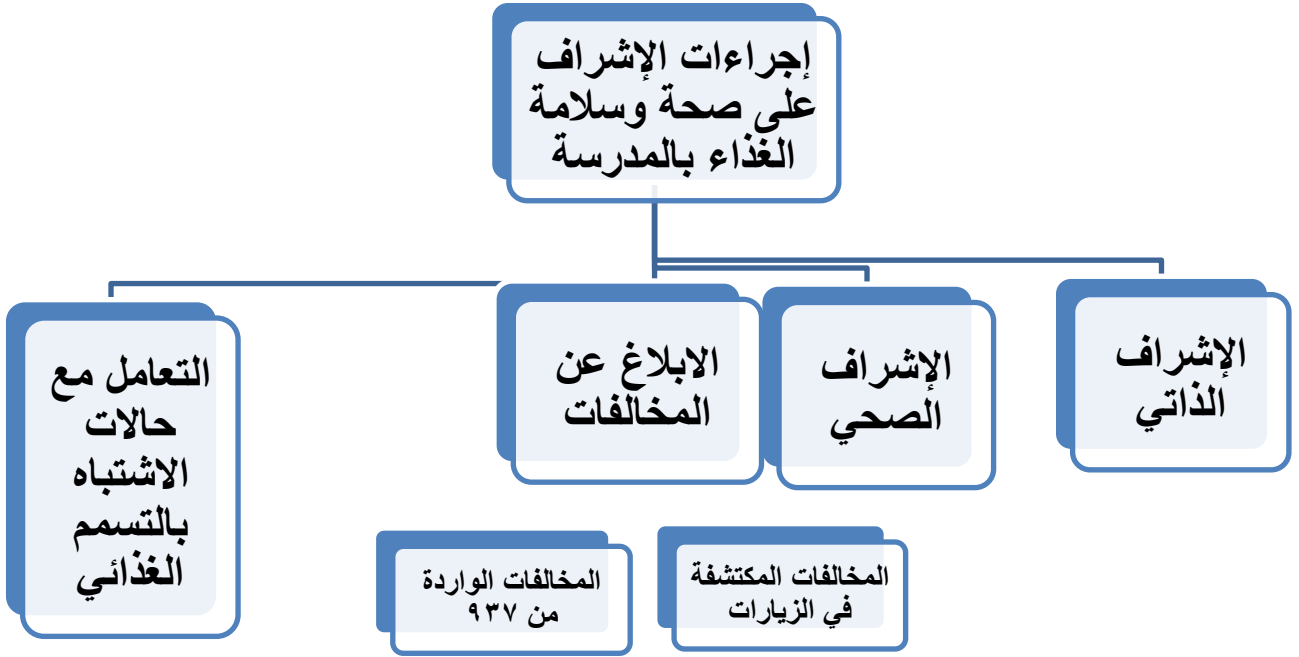 إجراءات الإشراف
على صحة وسلامة
الغذاء بالمدرسة
الإشراف
الذاتي
الإشراف
الصحي
الابلاغ عن
المخالفات
التعامل مع
حالات
الاشتباه
بالتسمم
الغذائي
المخالفات المكتشفة
في الزيارات
المخالفات الواردة
من ٩٣٧